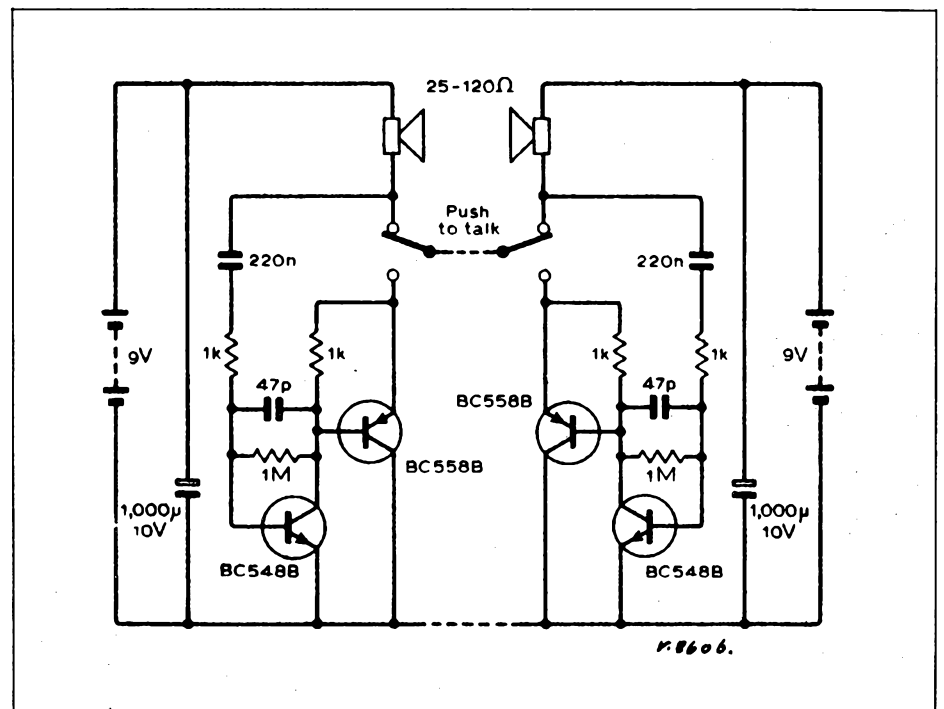 25-120Ω
Push
to talk
220n
220n
9V
1k
1k
1k
1k
9V
47p
47p
BC558B
1M
BC558B
1M
1,000µ
10V
1,000µ
10V
BC548B
BC548B
r.8606.